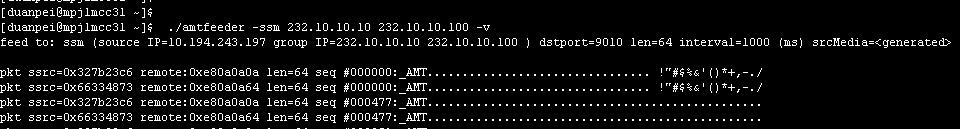 [duanpei@mpjlmcc31 ~]$
[duanpei@mpjlmcc31 ~]$ ./amtfeeder -ssm 232.10.10.10 232.10.10.100 -v
feed to: ssm (source IP=10.194.243.197 group IP=232.10.10.10 232.10.10.100 ) dstport=9010 len=64 interval=1000 (ms) srcMedia=<generated>
pkt ssrc=0x327b23c6 remote:0xe80a0a0a len=64 seq #000000:_AMT................................. !"#$%&'()*+,-./
pkt ssrc=0x66334873 remote:0xe80a0a64 len=64 seq #000000:_AMT................................. !"#$%&'()*+,-./
pkt ssrc=0x327b23c6 remote:0xe80a0a0a len=64 seq #000477:_AMT.................................................
pkt ssrc=0x66334873 remote:0xe80a0a64 len=64 seq #000477:_AMT.................................................